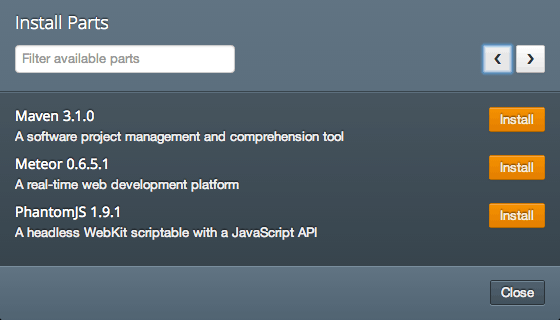 Install Parts
Filter available parts
Maven 3.1.0
Install
A software project management and comprehension tool
Meteor 0.6.5.1
Install
A real-time web development platform
PhantomJS 1.9.1
Install
A headless WebKit scriptable with a JavaScript API
Close